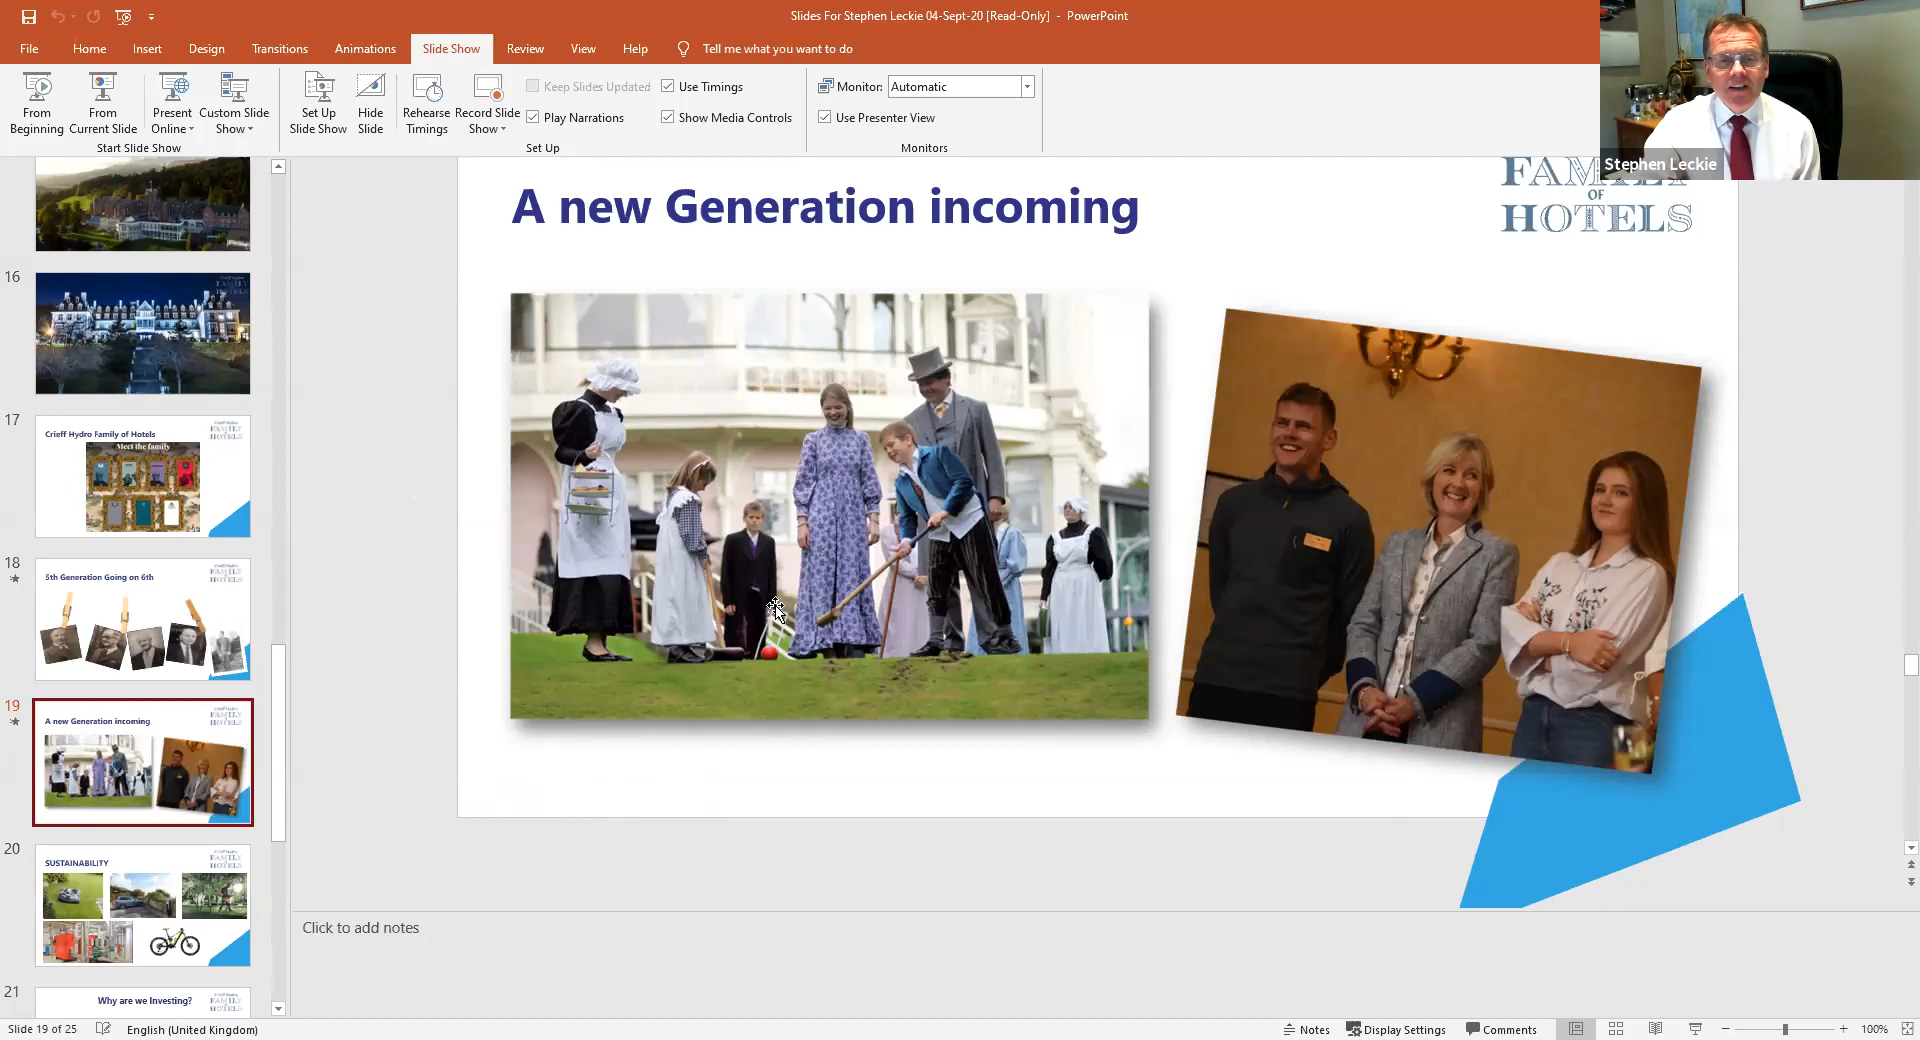 Slides For Stephen Leckie 04-Sept-20 [Read-Only] - PowerPoint
File Home Insert Design Transitions Animations Slide Show Review View Help Tell me what you want to do
From Beginning
From Current Slide
Present Online
Custom Slide Show
Start Slide Show
Set Up Slide Show
Hide Slide
Rehearse Timings
Record Slide Show
Keep Slides Updated
Play Narrations
Use Timings
Show Media Controls
Set Up
Monitor: Automatic
Use Presenter View
Monitors
Stephen Leckie
16
17
Crieff Hydro Family of Hotels
Meet the family
18
5th Generation Going on 6th
19
A new Generation incoming
20
SUSTAINABILITY
21
Why are we Investing?
A new Generation incoming
FAMILY
OF
HOTELS
Click to add notes
Slide 19 of 25 English (United Kingdom) Notes Display Settings Comments 100%